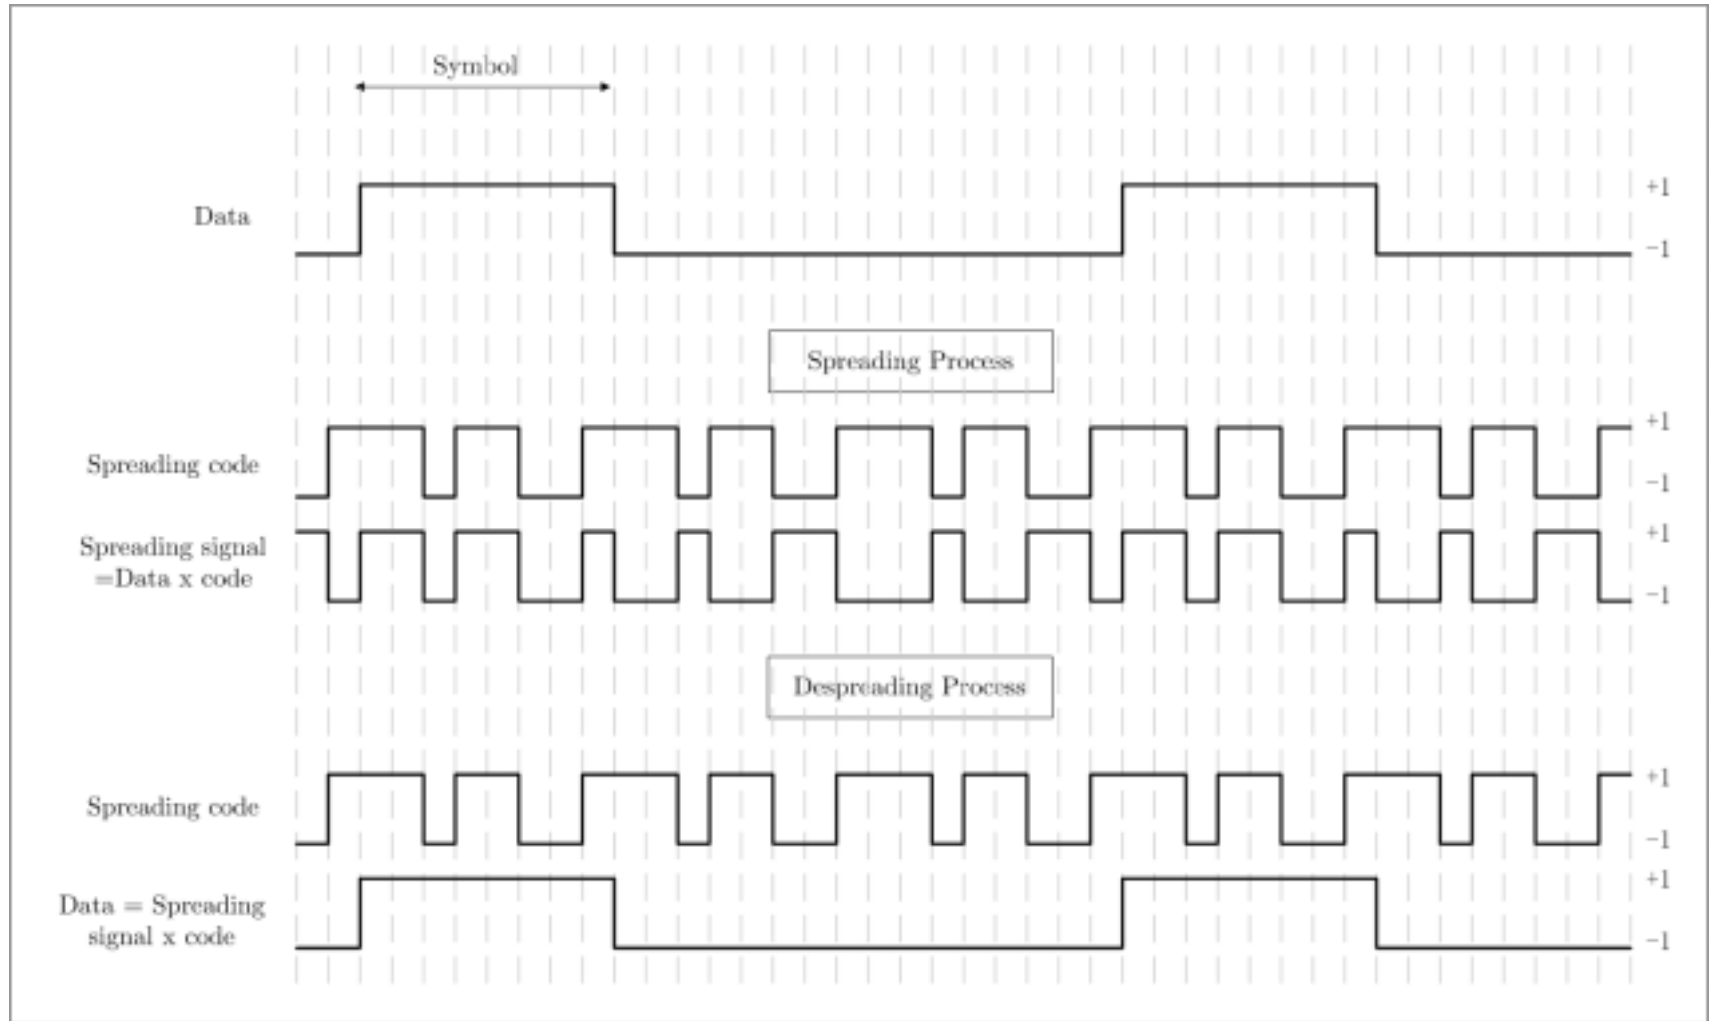 Symbol
Data
+1
−1
Spreading Process
Spreading code
+1
−1
Spreading signal
=Data x code
+1
−1
Despreading Process
Spreading code
+1
−1
Data = Spreading
signal x code
+1
−1